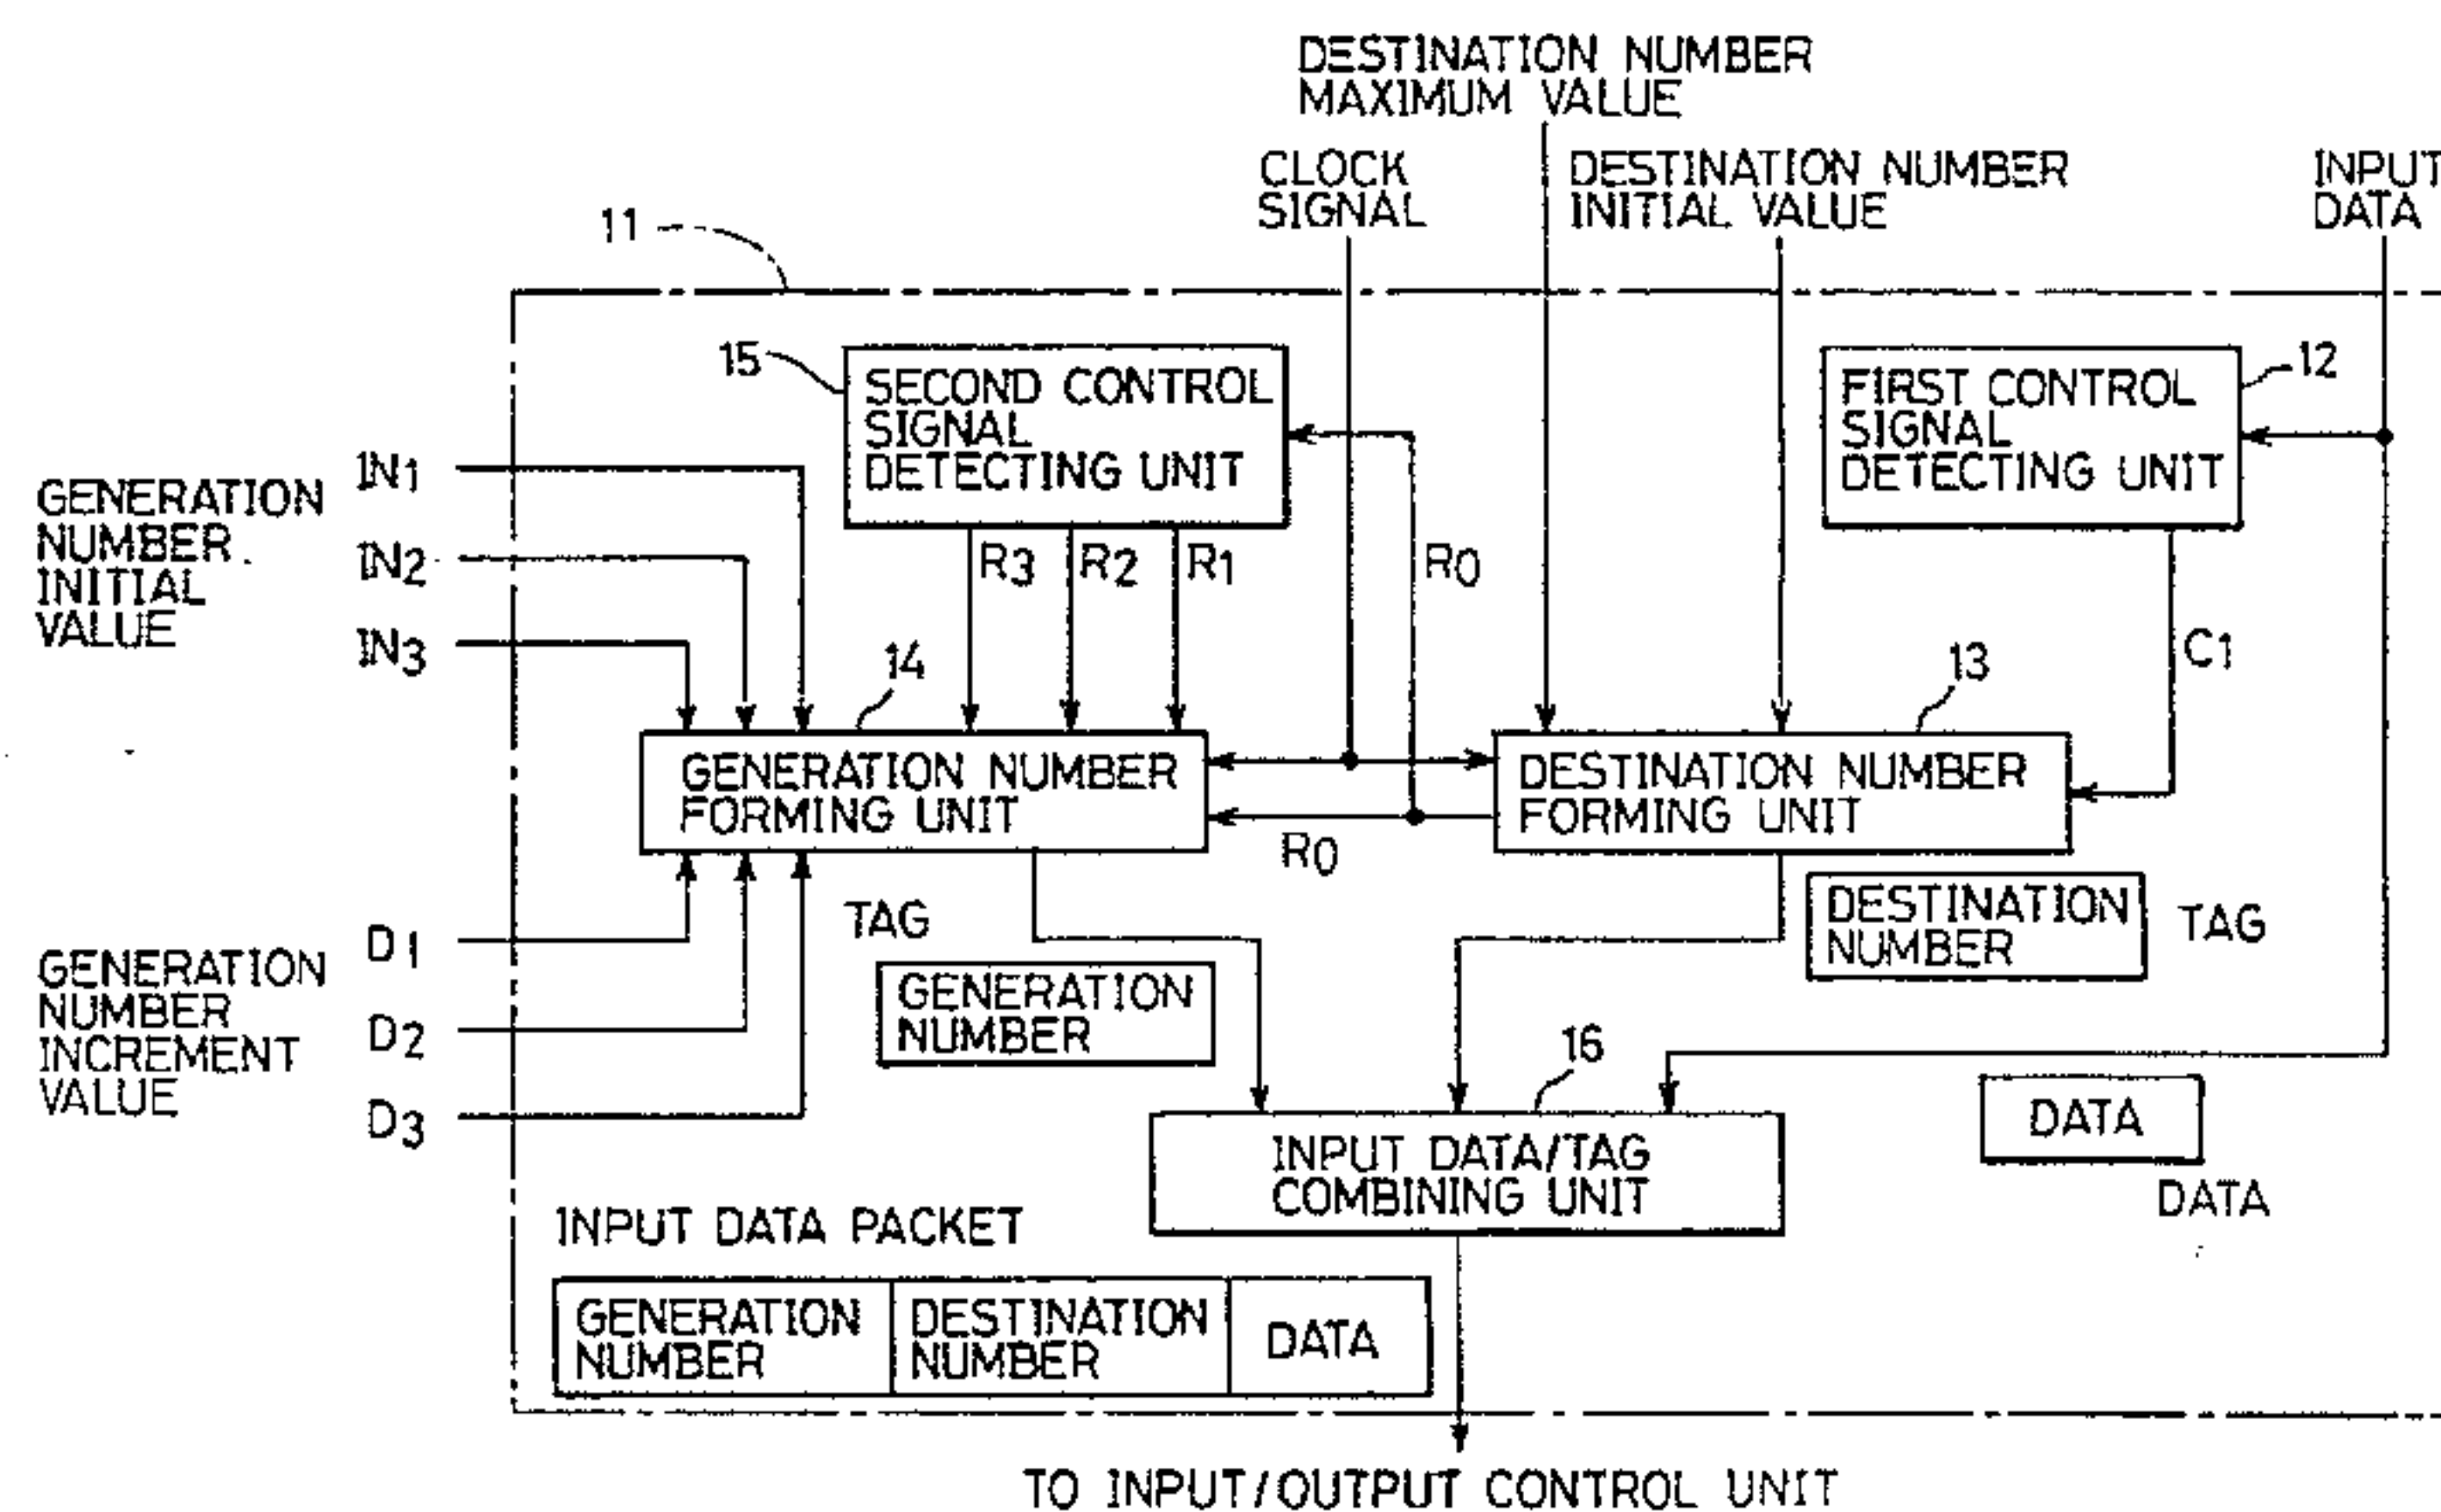 DESTINATION NUMBER
MAXIMUM VALUE
CLOCK
SIGNAL
DESTINATION NUMBER
INITIAL VALUE
INPUT
DATA
11
15
SECOND CONTROL
SIGNAL
DETECTING UNIT
FIRST CONTROL
SIGNAL
DETECTING UNIT
12
GENERATION
NUMBER
INITIAL
VALUE
IN1
IN2
IN3
R3
R2
R1
R0
C1
14
GENERATION NUMBER
FORMING UNIT
13
DESTINATION NUMBER
FORMING UNIT
R0
GENERATION
NUMBER
INCREMENT
VALUE
D1
D2
D3
TAG
GENERATION
NUMBER
DESTINATION
NUMBER
TAG
16
INPUT DATA/TAG
COMBINING UNIT
DATA
DATA
INPUT DATA PACKET
GENERATION
NUMBER
DESTINATION
NUMBER
DATA
TO INPUT/OUTPUT CONTROL UNIT